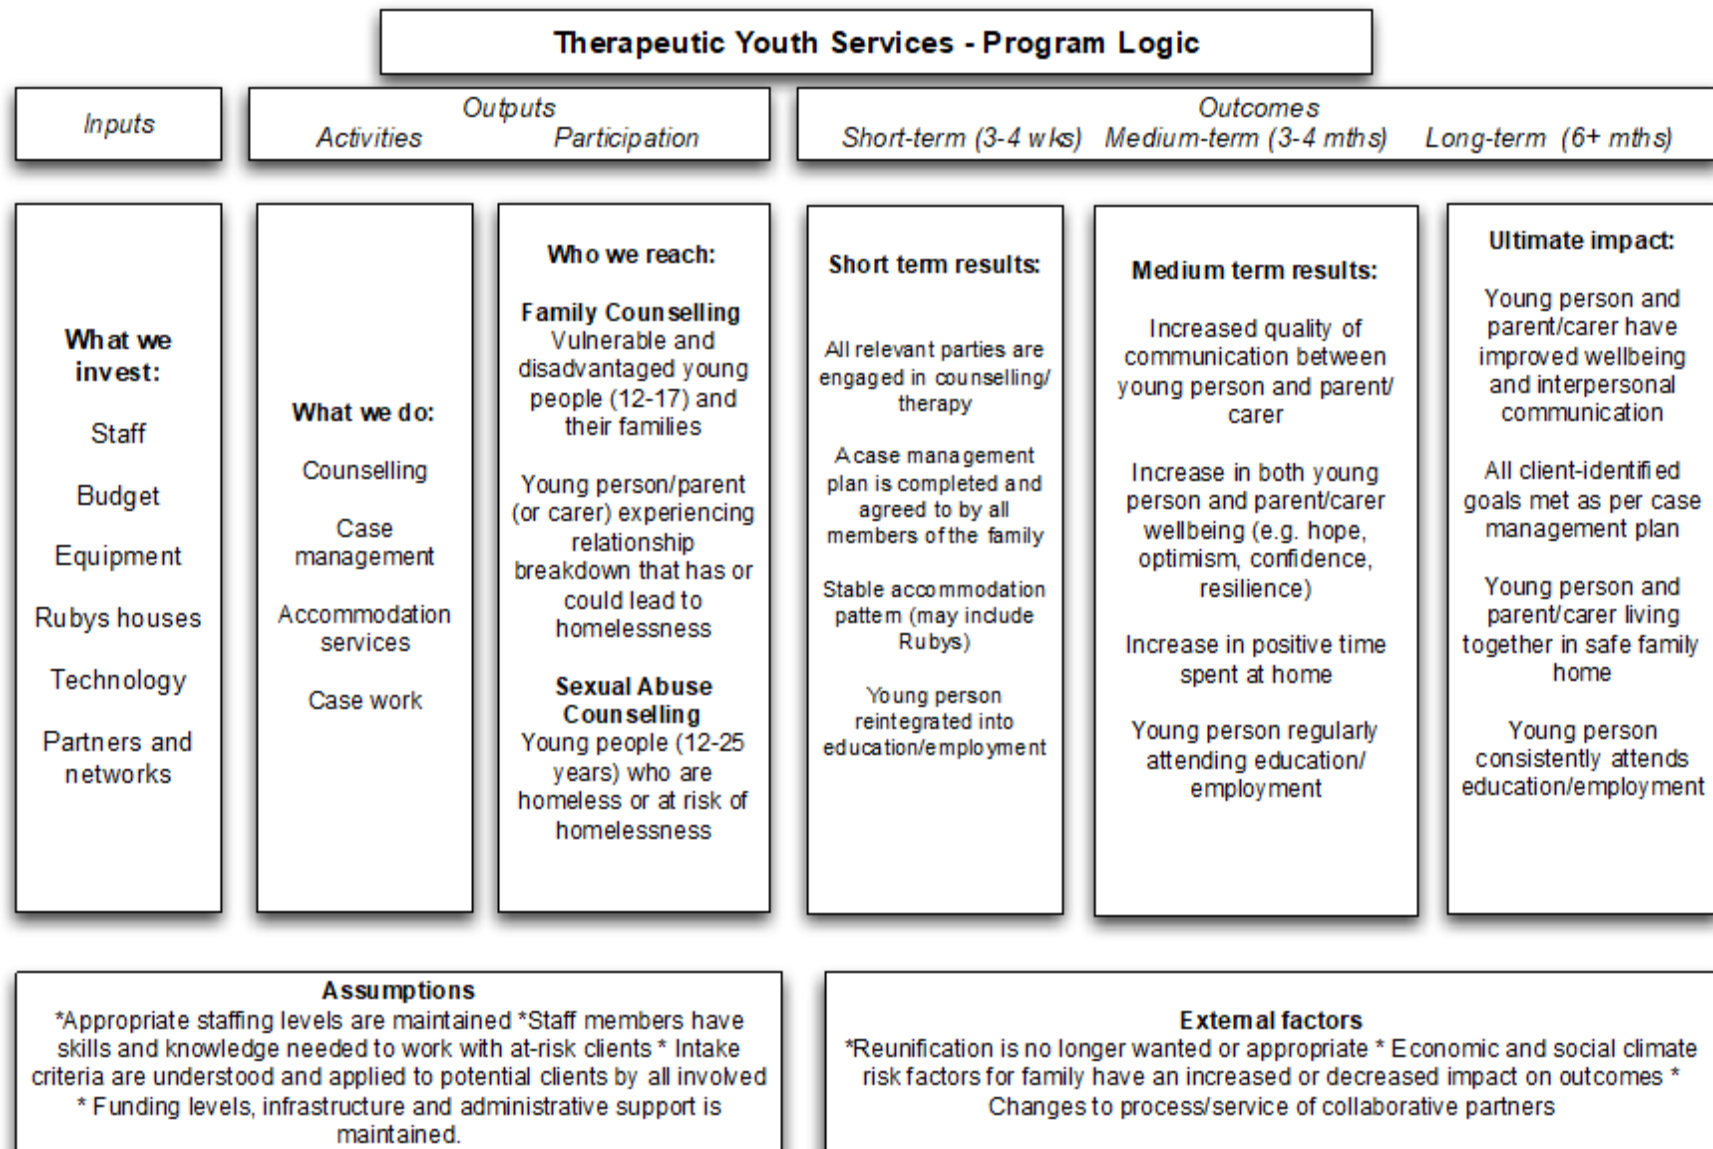 Therapeutic Youth Services - Program Logic
Inputs
Outputs
Activities Participation
Outcomes
Short-term (3-4 wks) Medium-term (3-4 mths) Long-term (6+ mths)
What we
invest:
Staff
Budget
Equipment
Rubys houses
Technology
Partners and
networks
What we do:
Counselling
Case
management
Accommodation
services
Case work
Who we reach:
Family Counselling
Vulnerable and
disadvantaged young
people (12-17) and
their families
Young person/parent
(or carer) experiencing
relationship
breakdown that has or
could lead to
homelessness
Sexual Abuse
Counselling
Young people (12-25
years) who are
homeless or at risk of
homelessness
Short term results:
All relevant parties are
engaged in counselling/
therapy
A case management
plan is completed and
agreed to by all
members of the family
Stable accommodation
pattern (may include
Rubys)
Young person
reintegrated into
education/employment
Medium term results:
Increased quality of
communication between
young person and parent/
carer
Increase in both young
person and parent/carer
wellbeing (e.g. hope,
optimism, confidence,
resilience)
Increase in positive time
spent at home
Young person regularly
attending education/
employment
Ultimate impact:
Young person and
parent/carer have
improved wellbeing
and interpersonal
communication
All client-identified
goals met as per case
management plan
Young person and
parent/carer living
together in safe family
home
Young person
consistently attends
education/employment
Assumptions
*Appropriate staffing levels are maintained *Staff members have
skills and knowledge needed to work with at-risk clients * Intake
criteria are understood and applied to potential clients by all involved
* Funding levels, infrastructure and administrative support is
maintained.
External factors
*Reunification is no longer wanted or appropriate * Economic and social climate
risk factors for family have an increased or decreased impact on outcomes *
Changes to process/service of collaborative partners